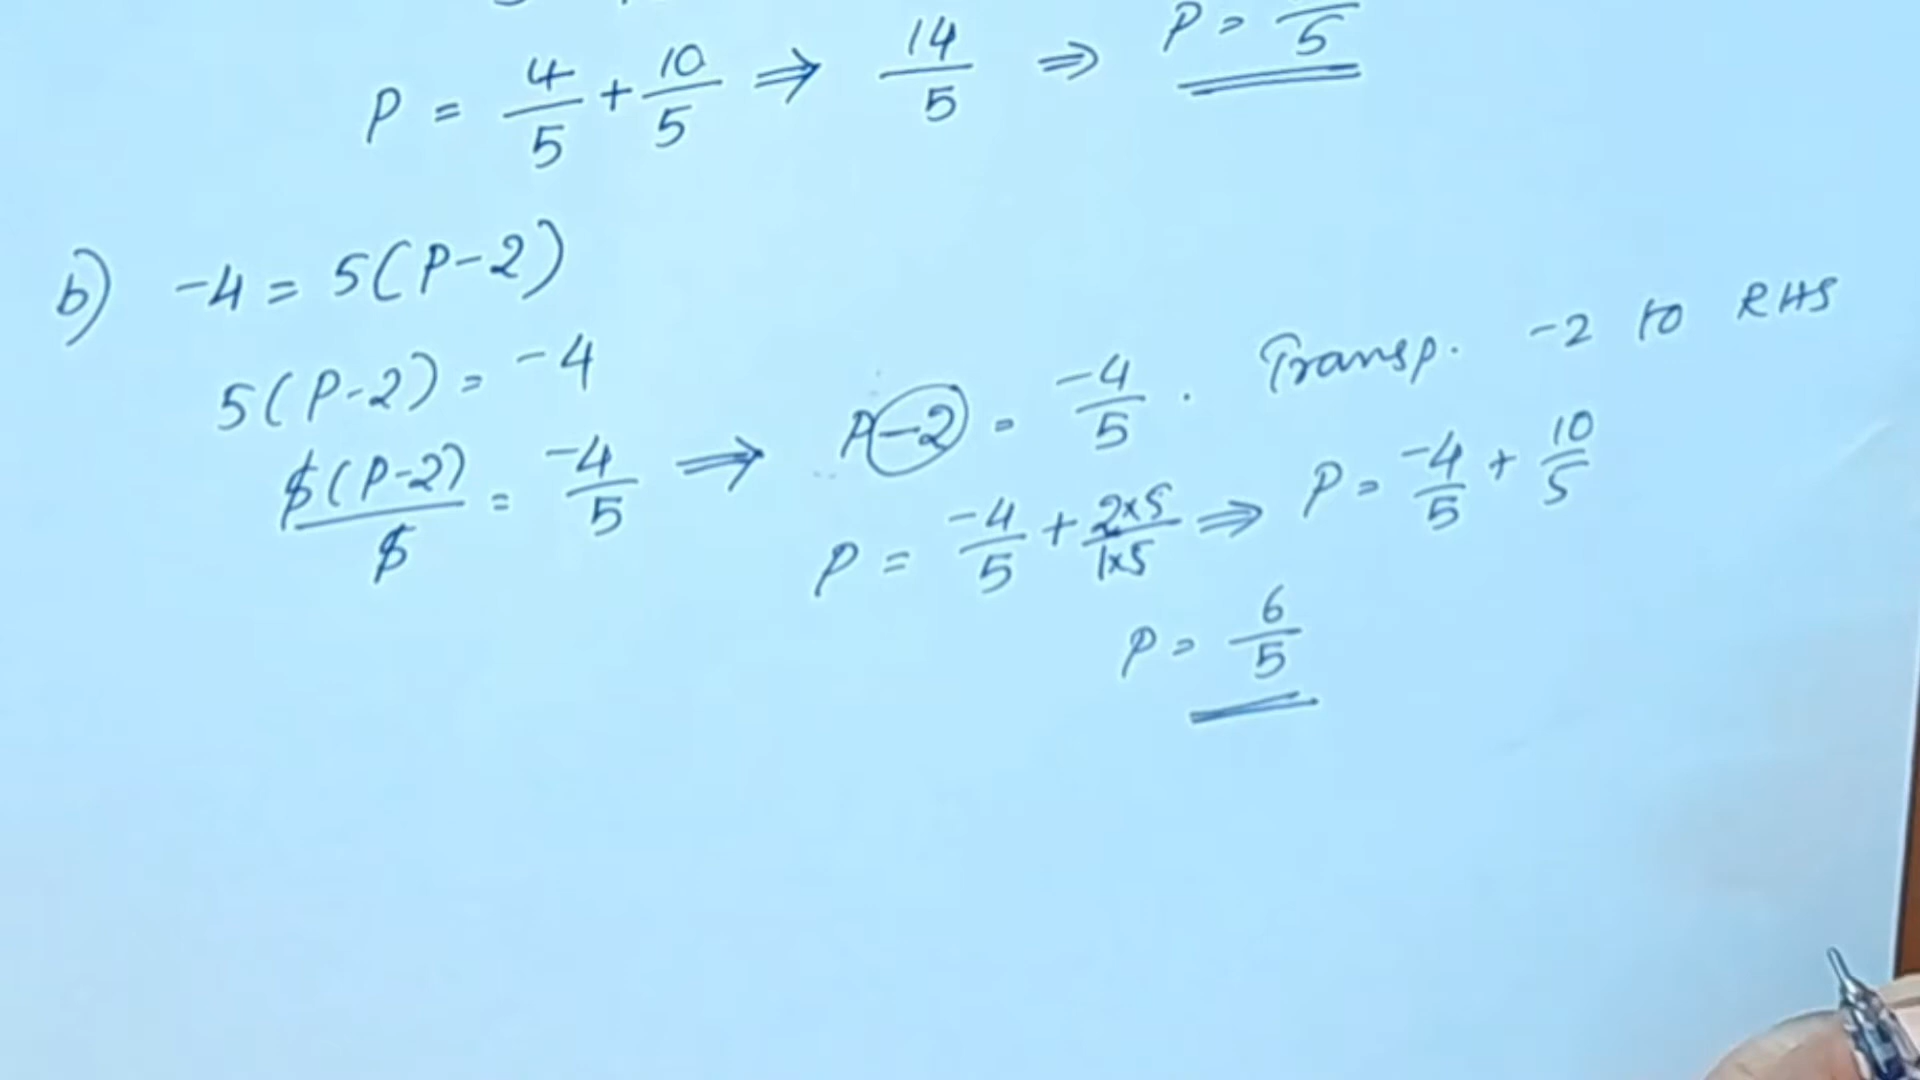 P = 4/5 + 10/5 ⇒ 14/5 ⇒ P = /5
b) -4 = 5(P-2)
5(P-2) = -4
5(P-2)/5 = -4/5 ⇒ P-2 = -4/5 . Transp. -2 to RHS
P = -4/5 + 2×5/1×5 ⇒ P = -4/5 + 10/5
P = 6/5